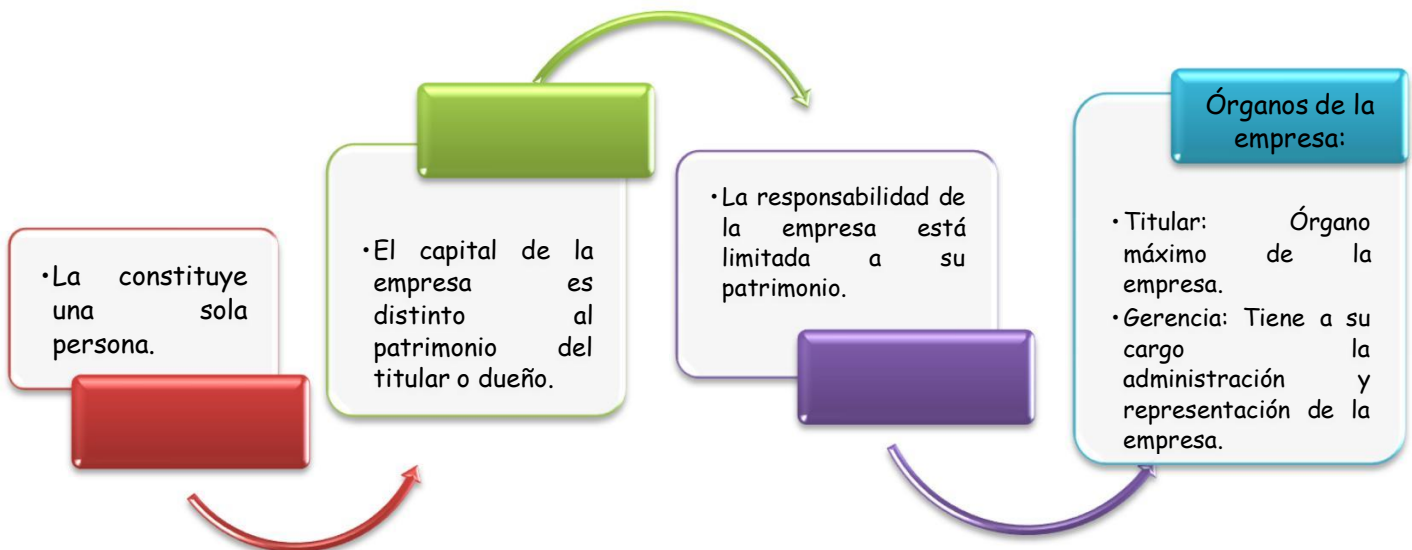 •La constituye
una sola
persona.
•El capital de la
empresa es
distinto al
patrimonio del
titular o dueño.
•La responsabilidad de
la empresa está
limitada a su
patrimonio.
Órganos de la
empresa:
•Titular: Órgano
máximo de la
empresa.
•Gerencia: Tiene a su
cargo la
administración y
representación de la
empresa.